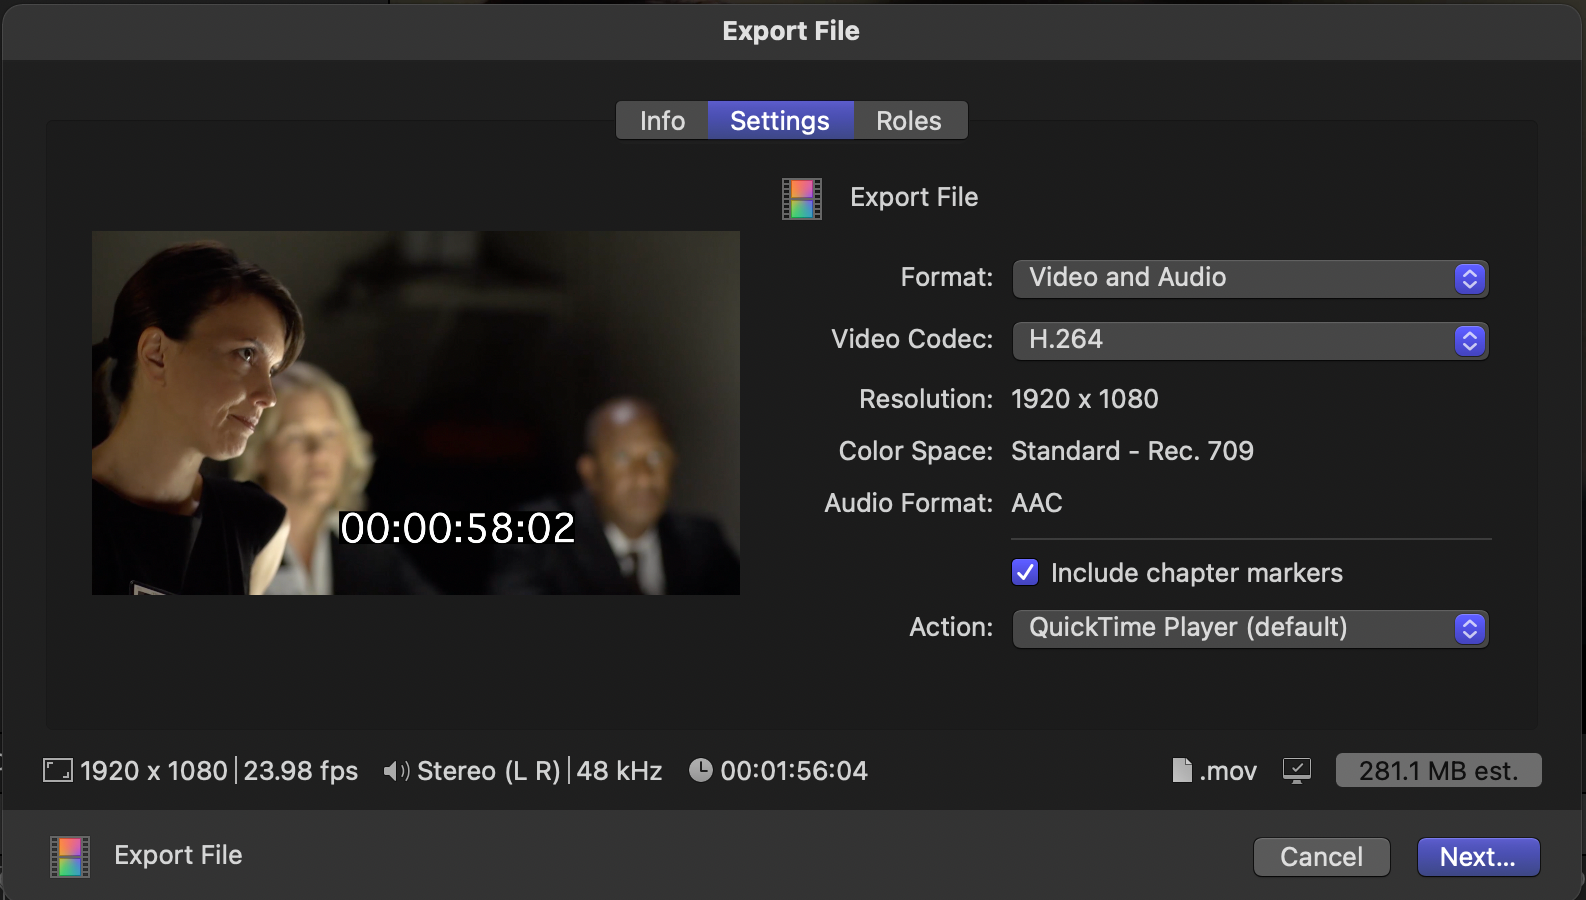 Export File
Info Settings Roles
Export File
Format: Video and Audio
Video Codec: H.264
Resolution: 1920 x 1080
Color Space: Standard - Rec. 709
Audio Format: AAC
Include chapter markers
Action: QuickTime Player (default)
00:00:58:02
1920 x 1080 | 23.98 fps Stereo (L R) | 48 kHz 00:01:56:04 .mov 281.1 MB est.
Export File Cancel Next...